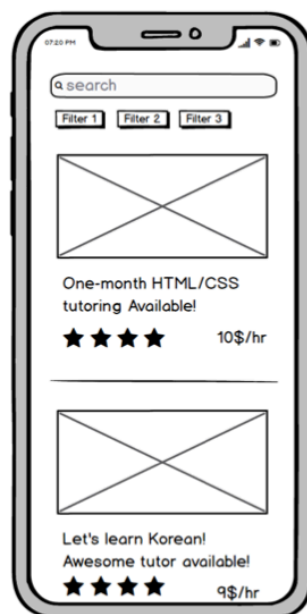 07:20 PM
search
Filter 1 Filter 2 Filter 3
One-month HTML/CSS
tutoring Available!
10$/hr
Let's learn Korean!
Awesome tutor available!
9$/hr